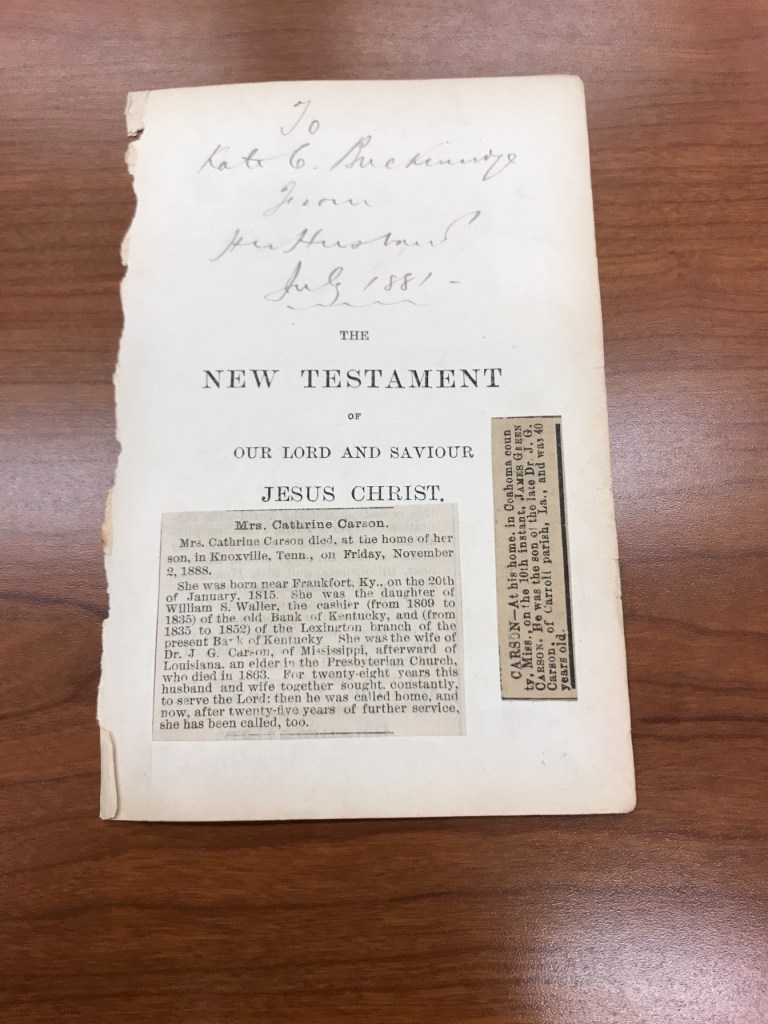 To
Kate C. Breckinridge
From
Her Husband
July 1881 -
THE
NEW TESTAMENT
OF
OUR LORD AND SAVIOUR
JESUS CHRIST.
Mrs. Cathrine Carson.
Mrs. Cathrine Carson died, at the home of her
son, in Knoxville, Tenn., on Friday, November
2, 1888.
She was born near Frankfort, Ky., on the 20th
of January, 1815. She was the daughter of
William S. Waller, the cashier (from 1809 to
1835) of the old Bank of Kentucky, and (from
1835 to 1852) of the Lexington branch of the
present Bank of Kentucky She was the wife of
Dr. J G. Carson, of Mississippi, afterward of
Louisiana, an elder in the Presbyterian Church,
who died in 1863. For twenty-eight years this
husband and wife together sought, constantly,
to serve the Lord; then he was called home, and
now, after twenty-five years of further service,
she has been called, too.
CARSON—At his home, in Coahoma coun
ty, Miss., on the 10th instant, JAMES GREEN
CARSON. He was the son of the late Dr. J. G.
Carson, of Carroll parish, La., and was 40
years old.